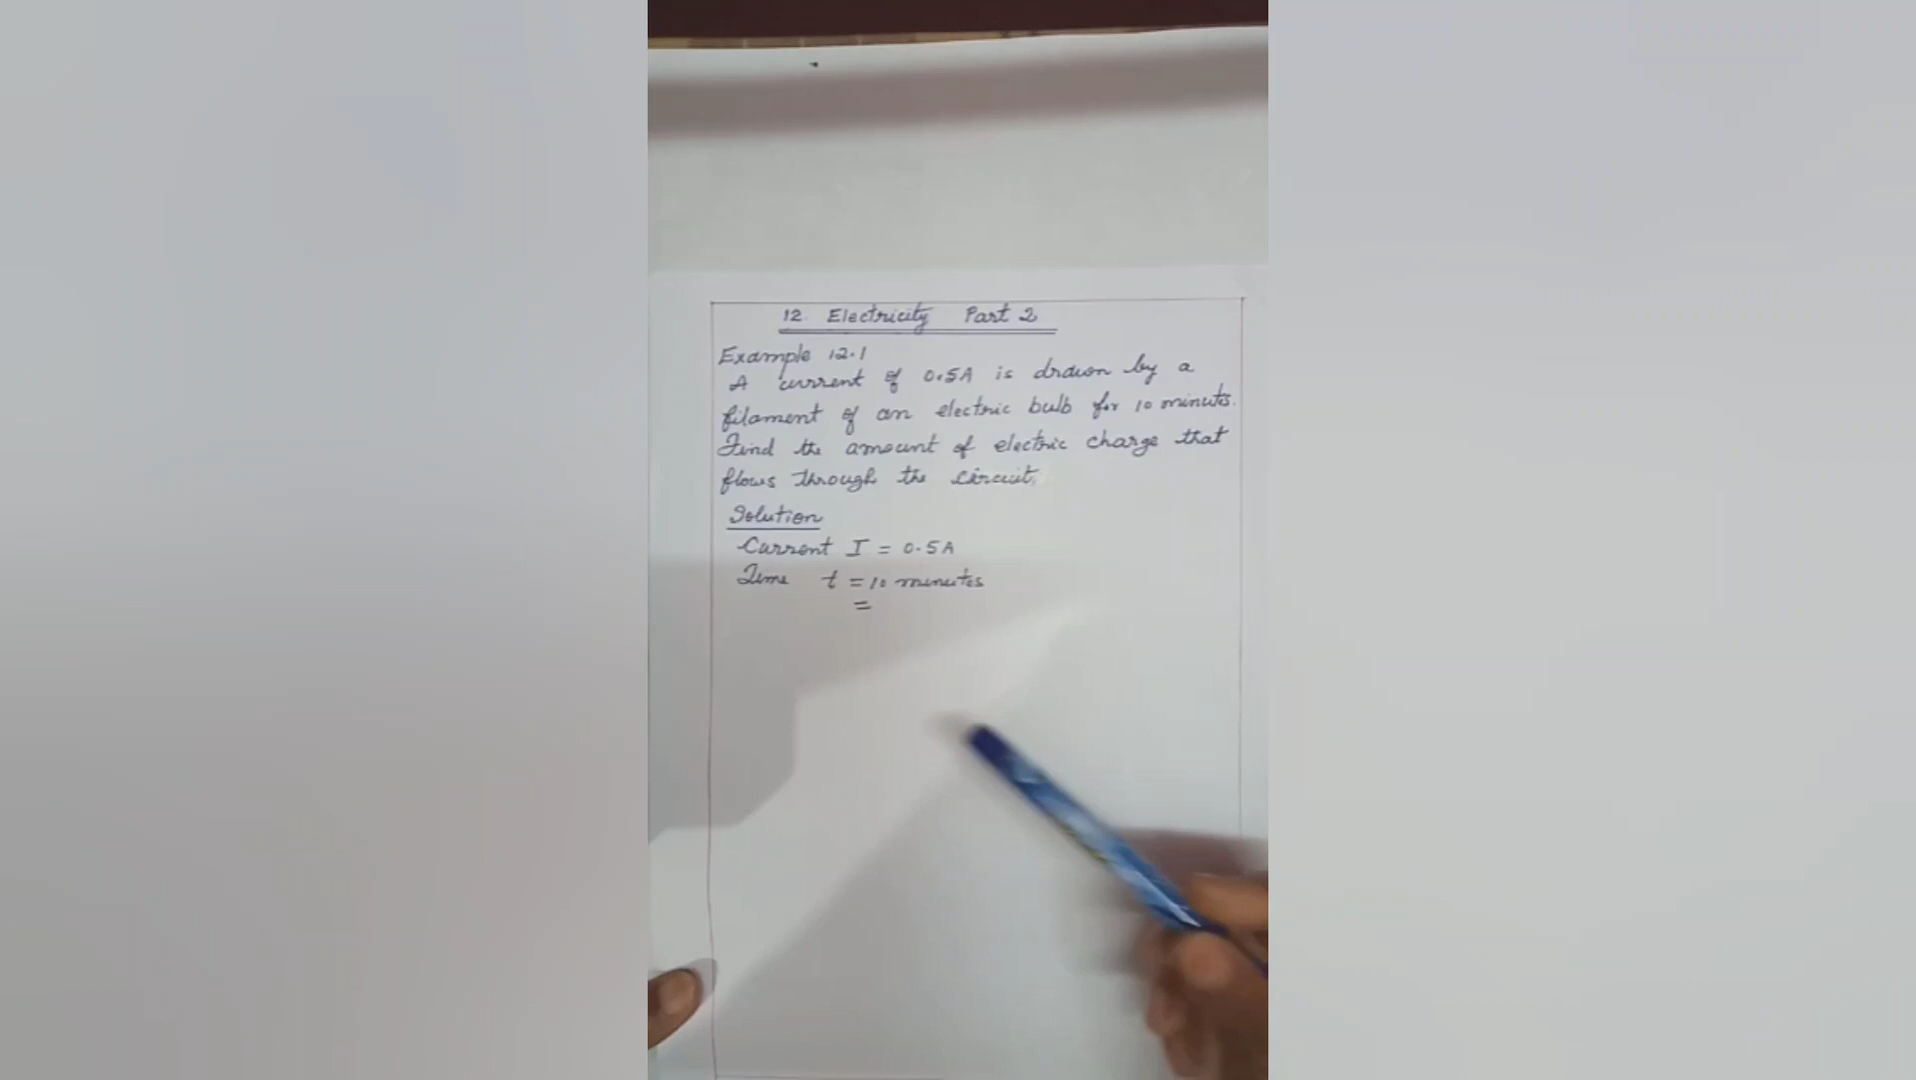 12. Electricity Part 2
Example 12.1
A current of 0.5A is drawn by a
filament of an electric bulb for 10 minutes.
Find the amount of electric charge that
flows through the circuit.
Solution
Current I = 0.5A
Time t = 10 minutes
=